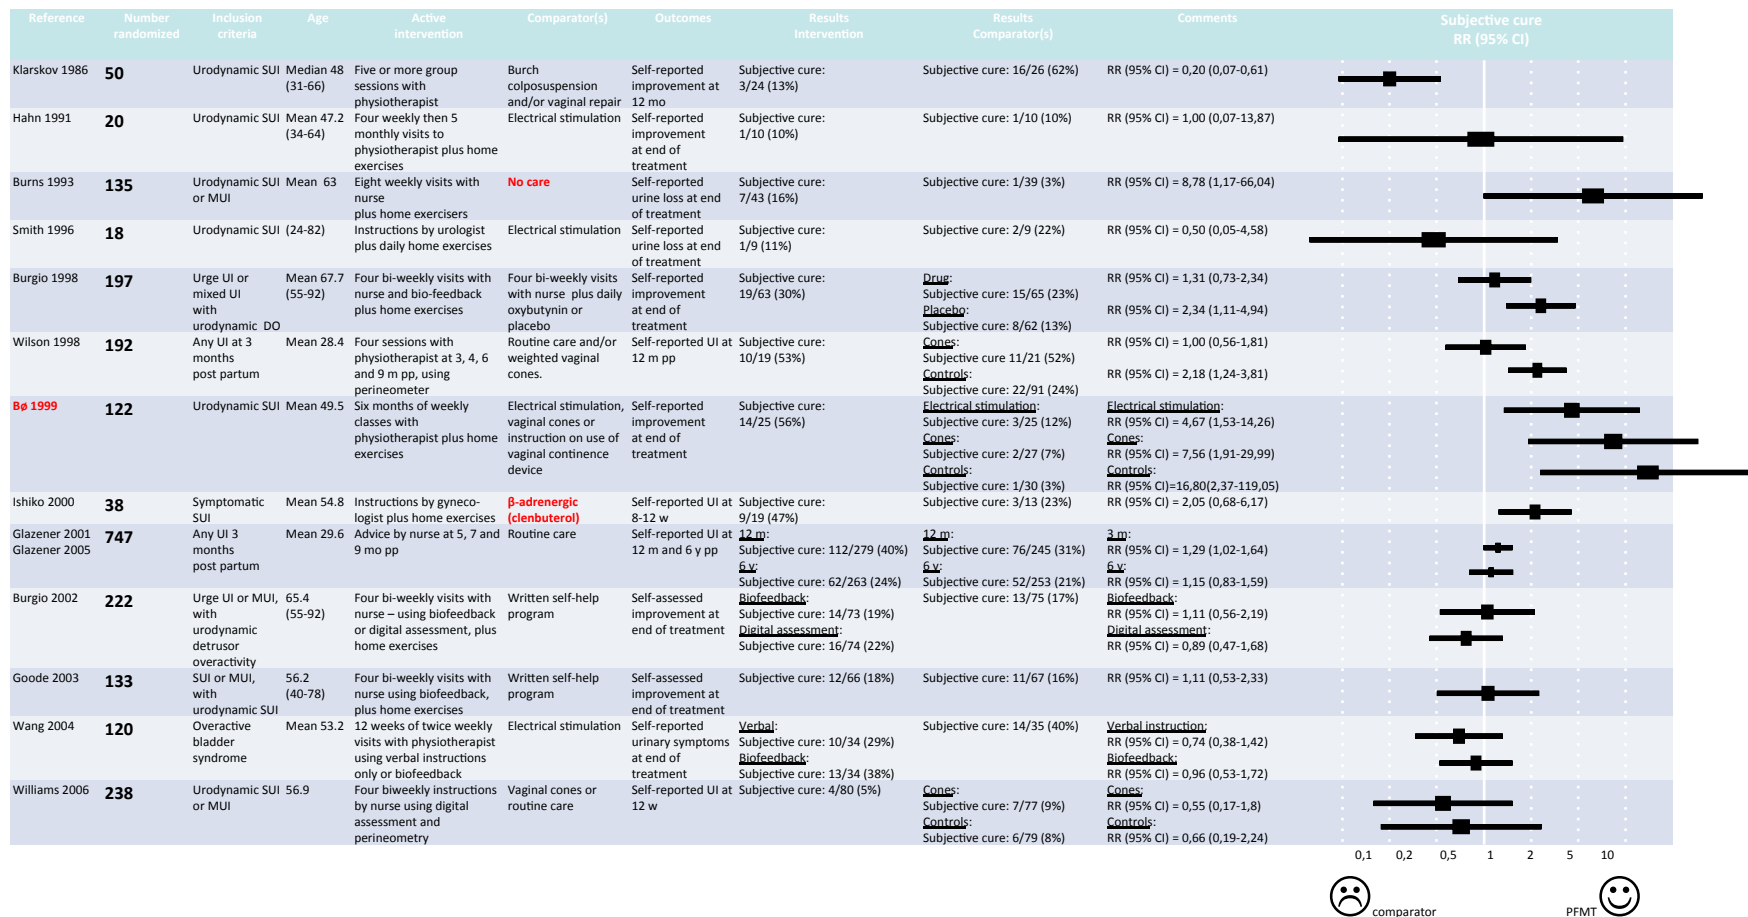 Reference Number randomized Inclusion criteria Age Active intervention Comparator(s) Outcomes Results Intervention Results Comparator(s) Comments Subjective cure RR (95% CI)
Klarskov 1986 50 Urodynamic SUI Median 48 Five or more group Burch Self-reported Subjective cure: Subjective cure: 16/26 (62%) RR (95% CI) = 0,20 (0,07-0,61)
(31-66) sessions with colposuspension improvement at 3/24 (13%)
physiotherapist and/or vaginal repair 12 mo
Hahn 1991 20 Urodynamic SUI Mean 47.2 Four weekly then 5 Electrical stimulation Self-reported Subjective cure: Subjective cure: 1/10 (10%) RR (95% CI) = 1,00 (0,07-13,87)
(34-64) monthly visits to improvement 1/10 (10%)
physiotherapist plus home at end of
exercises treatment
Burns 1993 135 Urodynamic SUI Mean 63 Eight weekly visits with No care Self-reported Subjective cure: Subjective cure: 1/39 (3%) RR (95% CI) = 8,78 (1,17-66,04)
or MUI nurse urine loss at end 7/43 (16%)
plus home exercisers of treatment
Smith 1996 18 Urodynamic SUI (24-82) Instructions by urologist Electrical stimulation Self-reported Subjective cure: Subjective cure: 2/9 (22%) RR (95% CI) = 0,50 (0,05-4,58)
plus daily home exercises urine loss at end 1/9 (11%)
of treatment
Burgio 1998 197 Urge UI or Mean 67.7 Four bi-weekly visits with Four bi-weekly visits Self-reported Subjective cure: Drug: RR (95% CI) = 1,31 (0,73-2,34)
mixed UI (55-92) nurse and bio-feedback with nurse plus daily improvement 19/63 (30%) Subjective cure: 15/65 (23%)
with plus home exercises oxybutynin or at end of Placebo: RR (95% CI) = 2,34 (1,11-4,94)
urodynamic DO placebo treatment Subjective cure: 8/62 (13%)
Wilson 1998 192 Any UI at 3 Mean 28.4 Four sessions with Routine care and/or Self-reported UI at Subjective cure: Cones: RR (95% CI) = 1,00 (0,56-1,81)
months physiotherapist at 3, 4, 6 weighted vaginal 12 m pp 10/19 (53%) Subjective cure 11/21 (52%)
post partum and 9 m pp, using cones. Controls: RR (95% CI) = 2,18 (1,24-3,81)
perineometer Subjective cure: 22/91 (24%)
Bø 1999 122 Urodynamic SUI Mean 49.5 Six months of weekly Electrical stimulation, Self-reported Subjective cure: Electrical stimulation: Electrical stimulation:
classes with vaginal cones or improvement 14/25 (56%) Subjective cure: 3/25 (12%) RR (95% CI) = 4,67 (1,53-14,26)
physiotherapist plus home instruction on use of at end of Cones: Cones:
exercises vaginal continence treatment Subjective cure: 2/27 (7%) RR (95% CI) = 7,56 (1,91-29,99)
device Controls: Controls:
Subjective cure: 1/30 (3%) RR (95% CI)=16,80(2,37-119,05)
Ishiko 2000 38 Symptomatic Mean 54.8 Instructions by gyneco- β-adrenergic Self-reported UI at Subjective cure: Subjective cure: 3/13 (23%) RR (95% CI) = 2,05 (0,68-6,17)
SUI logist plus home exercises (clenbuterol) 8-12 w 9/19 (47%)
Glazener 2001 747 Any UI 3 Mean 29.6 Advice by nurse at 5, 7 and Routine care Self-reported UI at 12 m: 12 m: 3 m:
Glazener 2005 months 9 mo pp 12 m and 6 y pp Subjective cure: 112/279 (40%) Subjective cure: 76/245 (31%) RR (95% CI) = 1,29 (1,02-1,64)
post partum 6 y: 6 y: 6 y:
Subjective cure: 62/263 (24%) Subjective cure: 52/253 (21%) RR (95% CI) = 1,15 (0,83-1,59)
Burgio 2002 222 Urge UI or MUI, 65.4 Four bi-weekly visits with Written self-help Self-assessed Biofeedback: Subjective cure: 13/75 (17%) Biofeedback:
with (55-92) nurse – using biofeedback program improvement at Subjective cure: 14/73 (19%) RR (95% CI) = 1,11 (0,56-2,19)
urodynamic or digital assessment, plus end of treatment Digital assessment: Digital assessment:
detrusor home exercises Subjective cure: 16/74 (22%) RR (95% CI) = 0,89 (0,47-1,68)
overactivity
Goode 2003 133 SUI or MUI, 56.2 Four bi-weekly visits with Written self-help Self-assessed Subjective cure: 12/66 (18%) Subjective cure: 11/67 (16%) RR (95% CI) = 1,11 (0,53-2,33)
with (40-78) nurse using biofeedback, program improvement at
urodynamic SUI plus home exercises end of treatment
Wang 2004 120 Overactive Mean 53.2 12 weeks of twice weekly Electrical stimulation Self-reported Verbal: Subjective cure: 14/35 (40%) Verbal instruction:
bladder visits with physiotherapist urinary symptoms Subjective cure: 10/34 (29%) RR (95% CI) = 0,74 (0,38-1,42)
syndrome using verbal instructions at end of Biofeedback: Biofeedback:
only or biofeedback treatment Subjective cure: 13/34 (38%) RR (95% CI) = 0,96 (0,53-1,72)
Williams 2006 238 Urodynamic SUI 56.9 Four biweekly instructions Vaginal cones or Self-reported UI at Subjective cure: 4/80 (5%) Cones: Cones:
or MUI by nurse using digital routine care 12 w Subjective cure: 7/77 (9%) RR (95% CI) = 0,55 (0,17-1,8)
assessment and Controls: Controls:
perineometry Subjective cure: 6/79 (8%) RR (95% CI) = 0,66 (0,19-2,24)
0,1 0,2 0,5 1 2 5 10
comparator PFMT